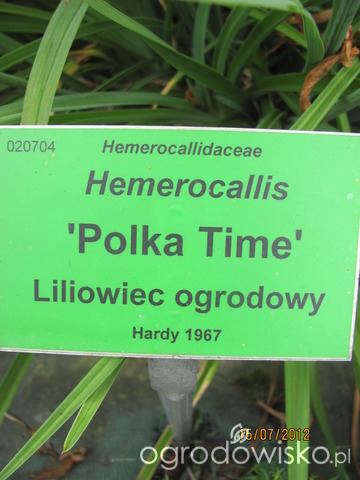 020704
Hemerocallidaceae
Hemerocallis
'Polka Time'
Liliowiec ogrodowy
Hardy 1967
15/07/2012
ogrodowisko.pl